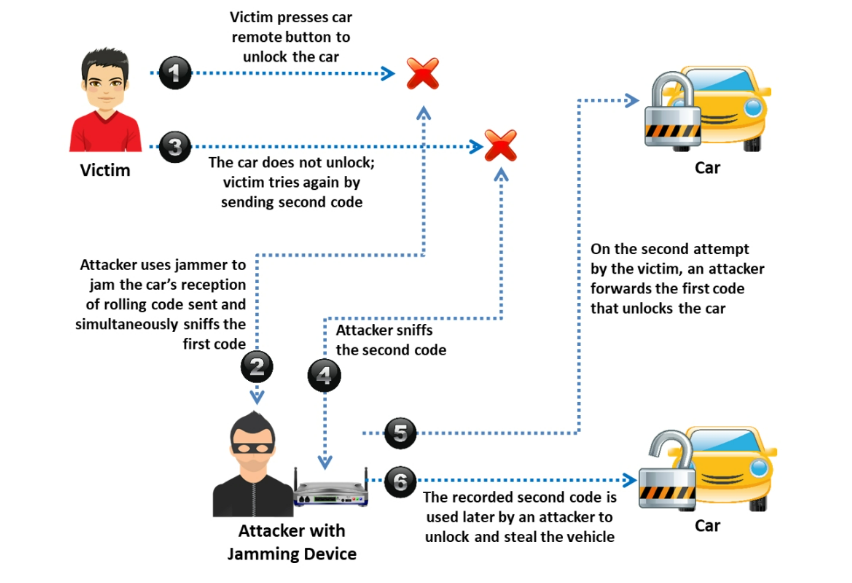 Victim presses car
remote button to
unlock the car
1
Victim
3
The car does not unlock;
victim tries again by
sending second code
Car
Attacker uses jammer to
jam the car's reception
of rolling code sent and
simultaneously sniffs the
first code
2
Attacker sniffs
the second code
4
On the second attempt
by the victim, an attacker
forwards the first code
that unlocks the car
5
6
The recorded second code is
used later by an attacker to
unlock and steal the vehicle
Attacker with
Jamming Device
Car